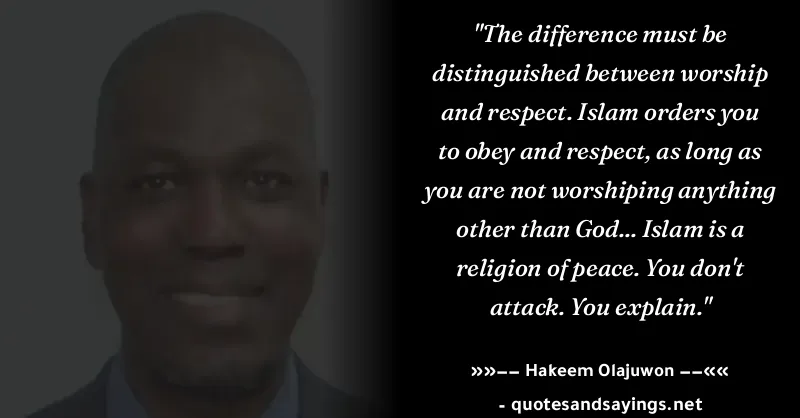 "The difference must be
distinguished between worship
and respect. Islam orders you
to obey and respect, as long as
you are not worshiping anything
other than God... Islam is a
religion of peace. You don't
attack. You explain."
»»−− Hakeem Olajuwon −−««
- quotesandsayings.net